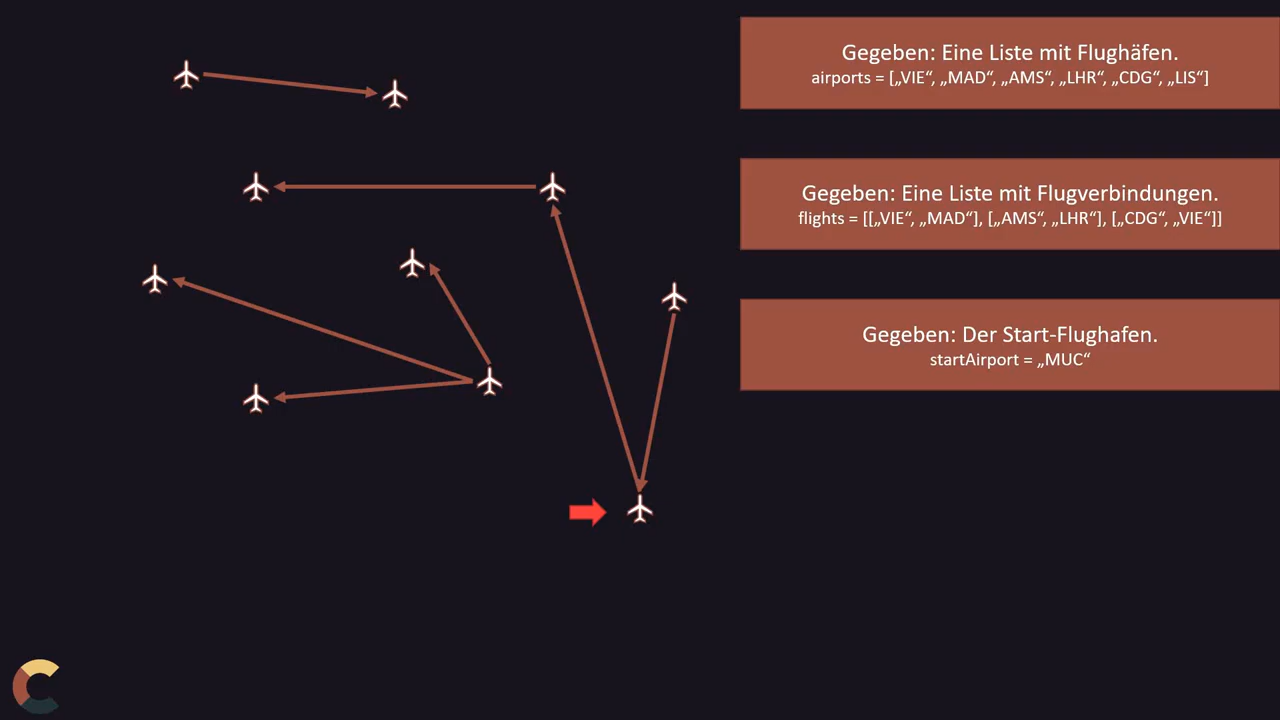 Gegeben: Eine Liste mit Flughäfen.
airports = [„VIE“, „MAD“, „AMS“, „LHR“, „CDG“, „LIS“]
Gegeben: Eine Liste mit Flugverbindungen.
flights = [[„VIE“, „MAD“], [„AMS“, „LHR“], [„CDG“, „VIE“]]
Gegeben: Der Start-Flughafen.
startAirport = „MUC“